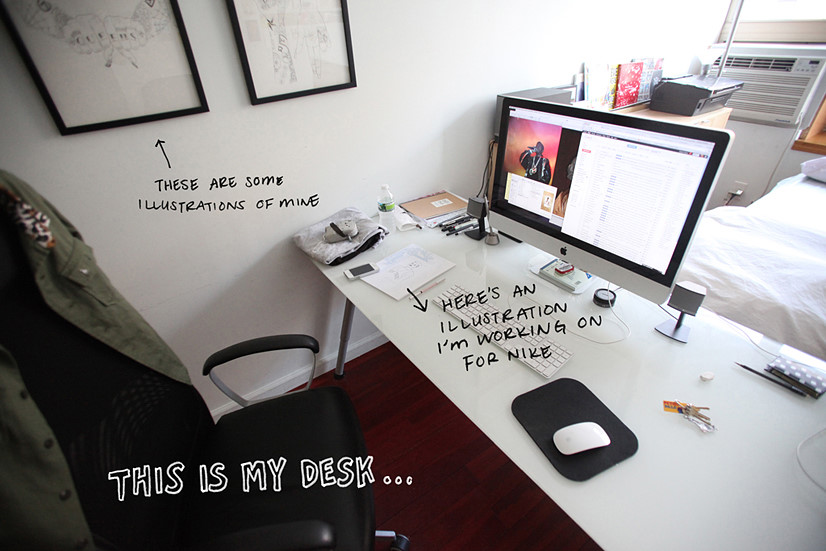 THESE ARE SOME
ILLUSTRATIONS OF MINE
HERE'S AN
ILLUSTRATION
I'M WORKING ON
FOR NIKE
THIS IS MY DESK...